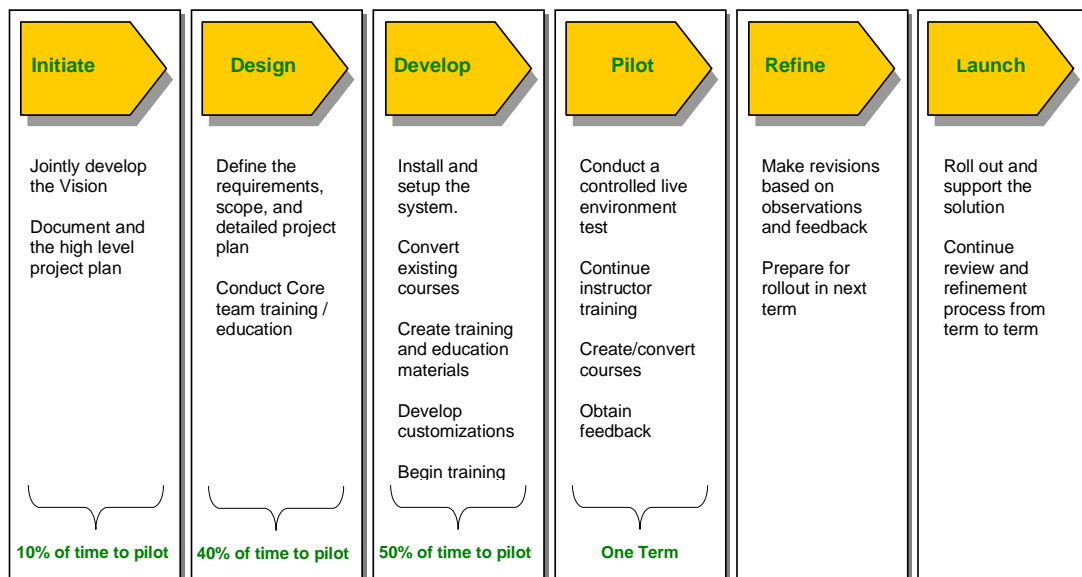 Initiate
Jointly develop
the Vision
Document and
the high level
project plan
10% of time to pilot
Design
Define the
requirements,
scope, and
detailed project
plan
Conduct Core
team training /
education
40% of time to pilot
Develop
Install and
setup the
system.
Convert
existing
courses
Create training
and education
materials
Develop
customizations
Begin training
50% of time to pilot
Pilot
Conduct a
controlled live
environment
test
Continue
instructor
training
Create/convert
courses
Obtain
feedback
One Term
Refine
Make revisions
based on
observations
and feedback
Prepare for
rollout in next
term
Launch
Roll out and
support the
solution
Continue
review and
refinement
process from
term to term